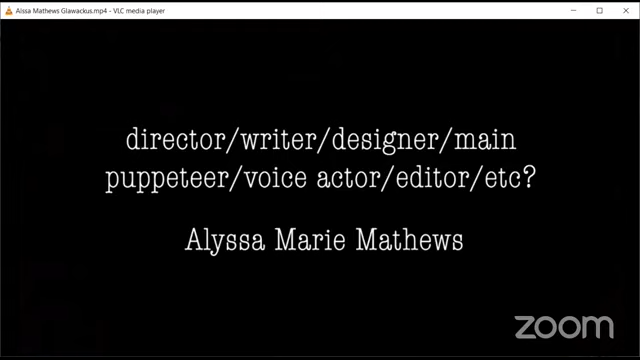 Aissa Mathews Glawackus.mp4 - VLC media player
director/writer/designer/main
puppeteer/voice actor/editor/etc?
Alyssa Marie Mathews
zoom